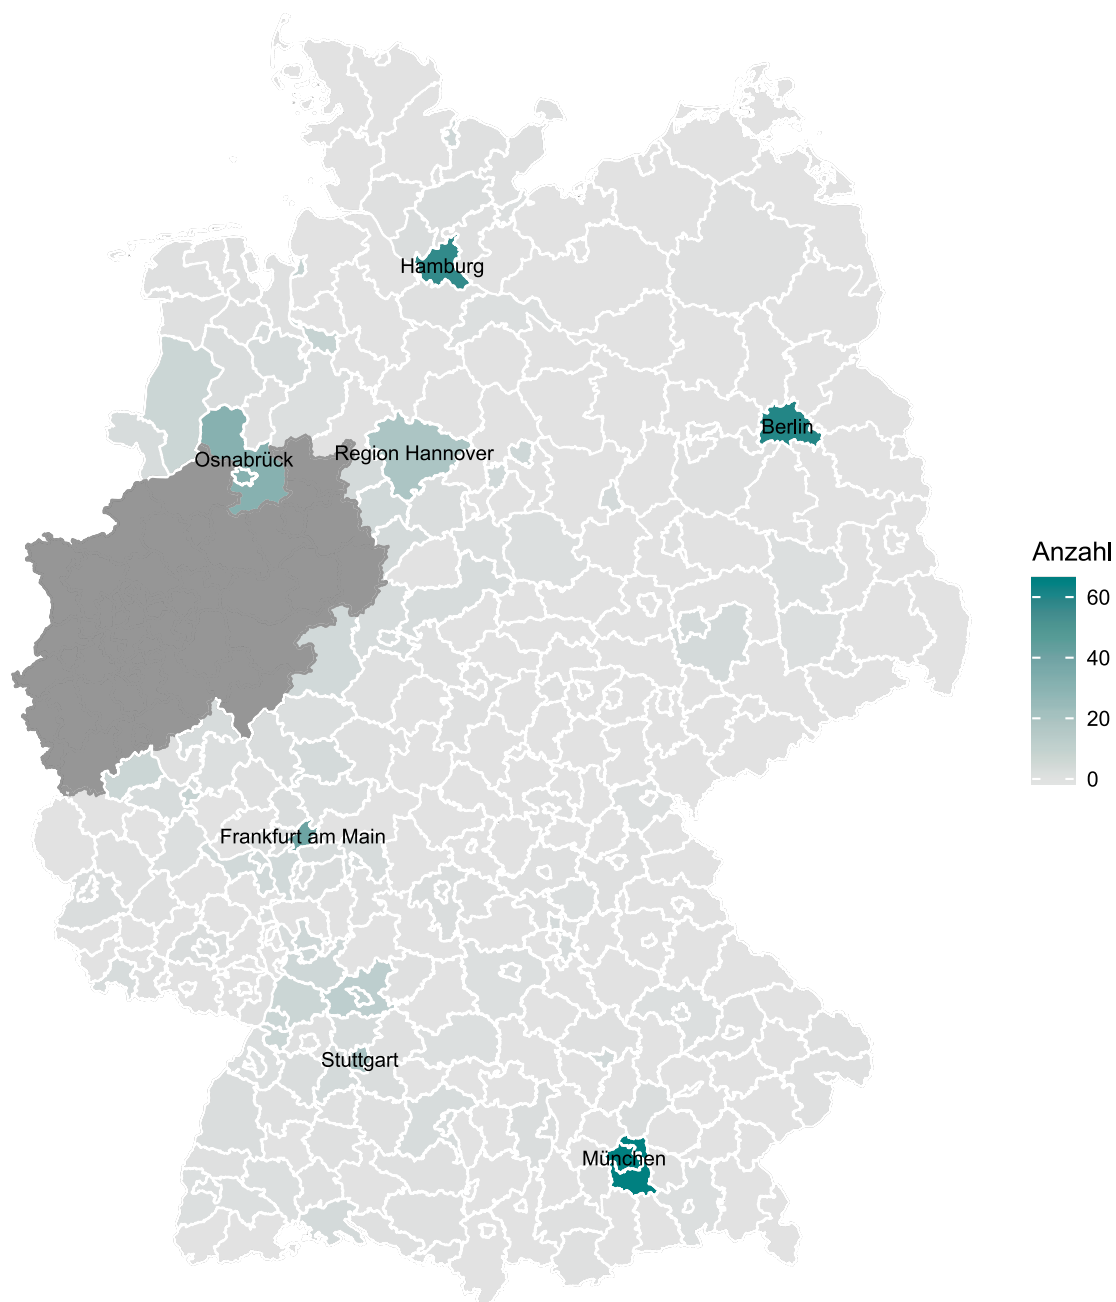 Hamburg
Berlin
Region Hannover
Osnabrück
Anzahl
60
40
20
0
Frankfurt am Main
Stuttgart
München